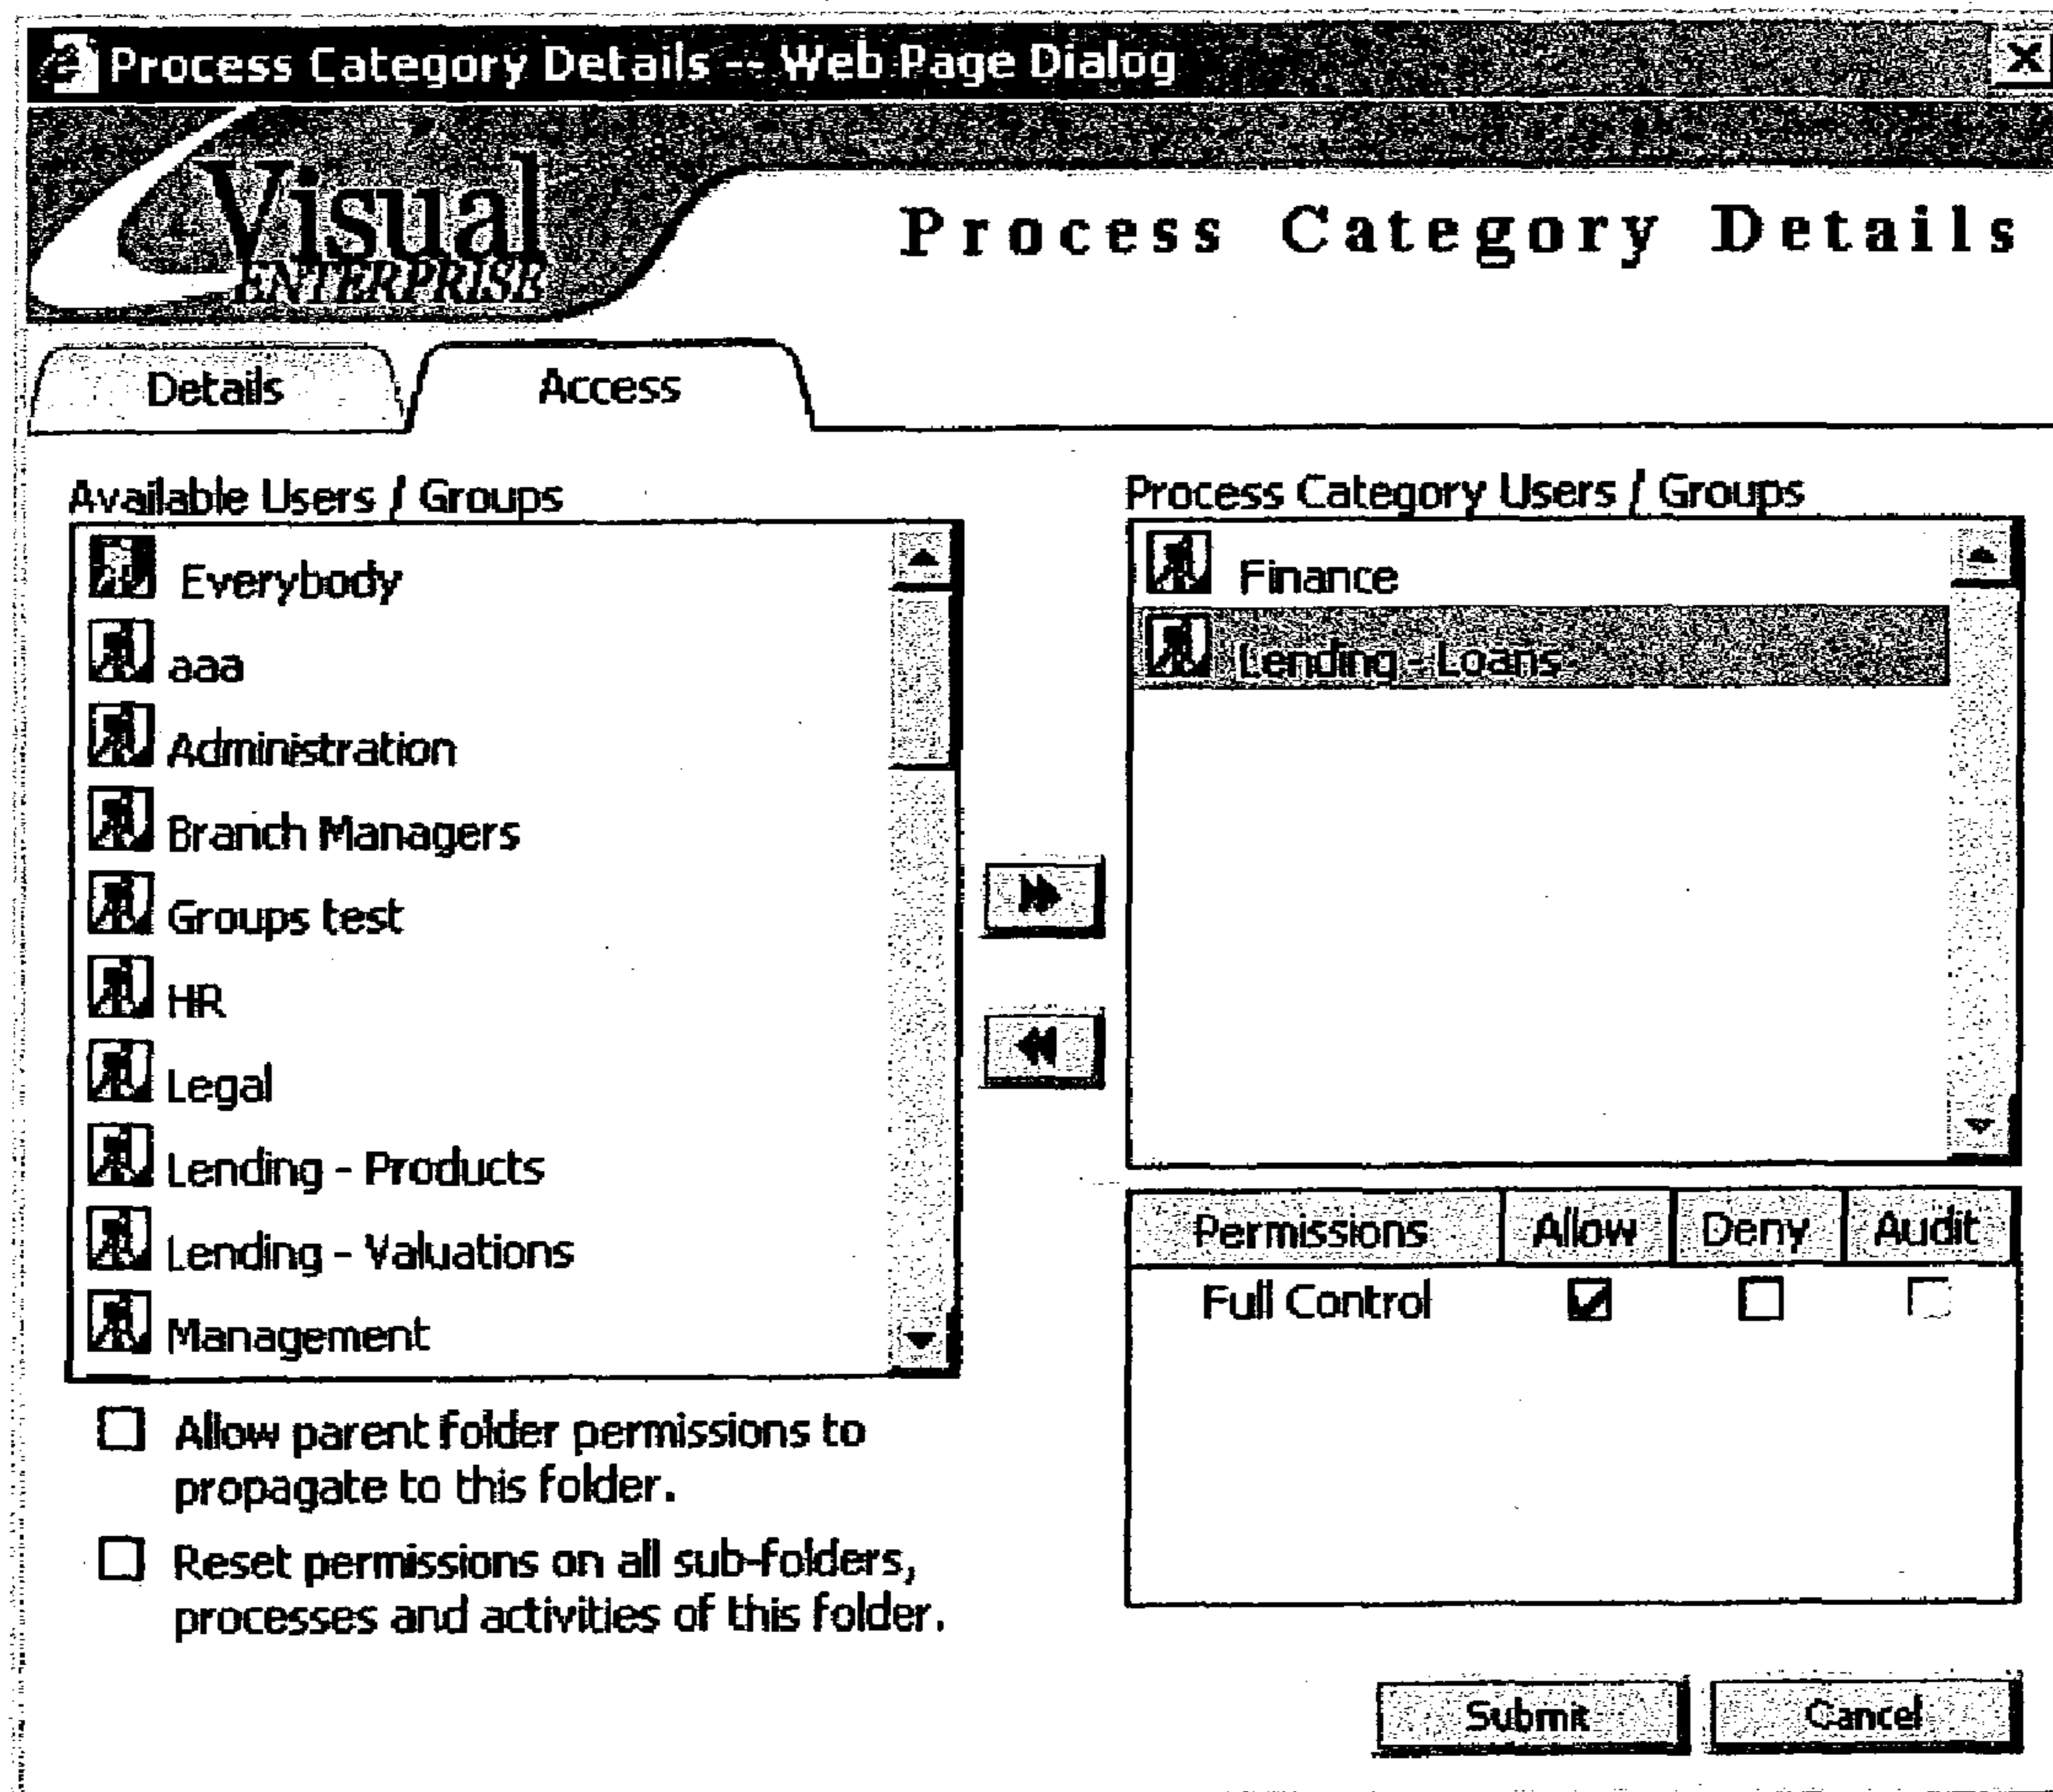 Process Category Details -- Web Page Dialog
Visual
ENTERPRISE
Process Category Details
Details
Access
Available Users / Groups
Everybody
aaa
Administration
Branch Managers
Groups test
HR
Legal
Lending - Products
Lending - Valuations
Management
Allow parent folder permissions to
propagate to this folder.
Reset permissions on all sub-folders,
processes and activities of this folder.
Process Category Users / Groups
Finance
Lending - Loans
Permissions Allow Deny Audit
Full Control
Submit Cancel